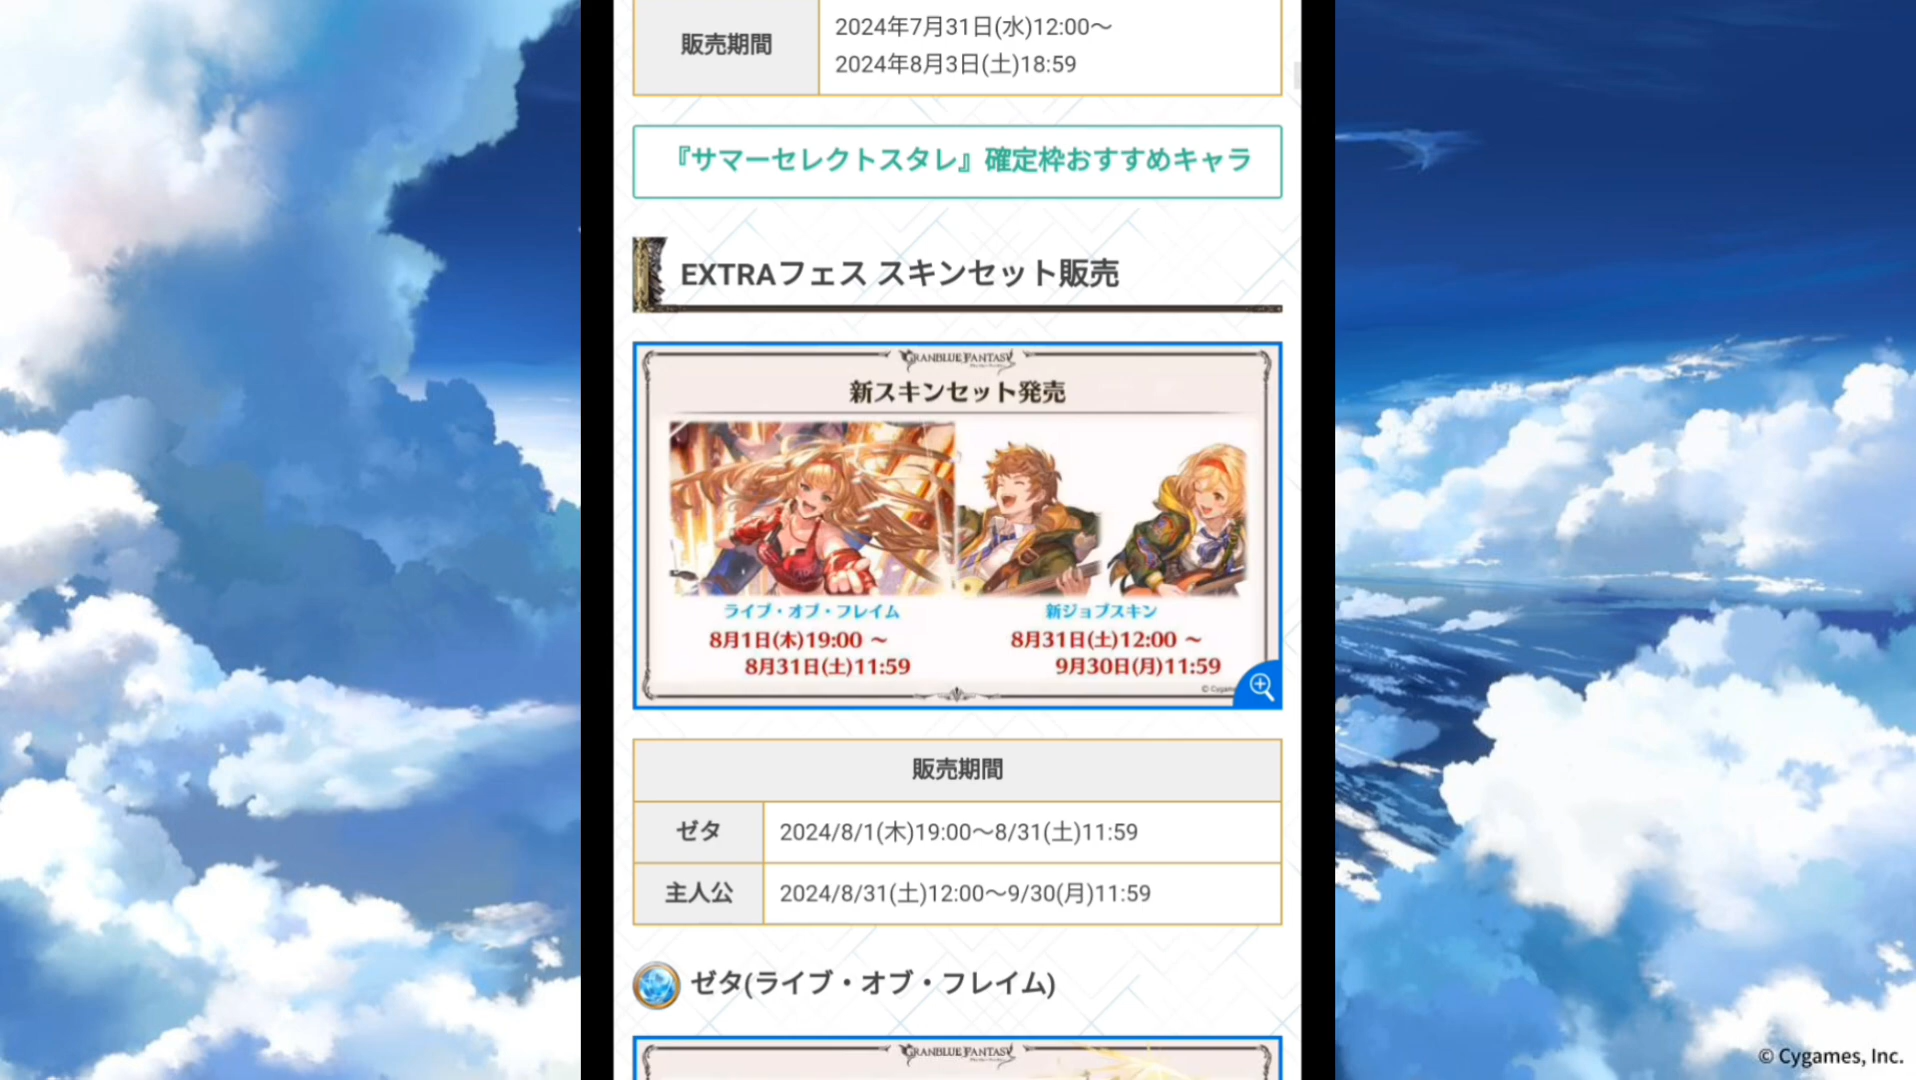 販売期間
2024年7月31日(水)12:00〜
2024年8月3日(土)18:59
『サマーセレクトスタレ』確定枠おすすめキャラ
EXTRAフェス スキンセット販売
GRANBLUE FANTASY
新スキンセット発売
ライブ・オブ・フレイム
8月1日(木)19:00 ～
8月31日(土)11:59
新ジョブスキン
8月31日(土)12:00 ～
9月30日(月)11:59
© Cygam
販売期間
ゼタ
2024/8/1(木)19:00〜8/31(土)11:59
主人公
2024/8/31(土)12:00〜9/30(月)11:59
ゼタ(ライブ・オブ・フレイム)
GRANBLUE FANTASY
© Cygames, Inc.